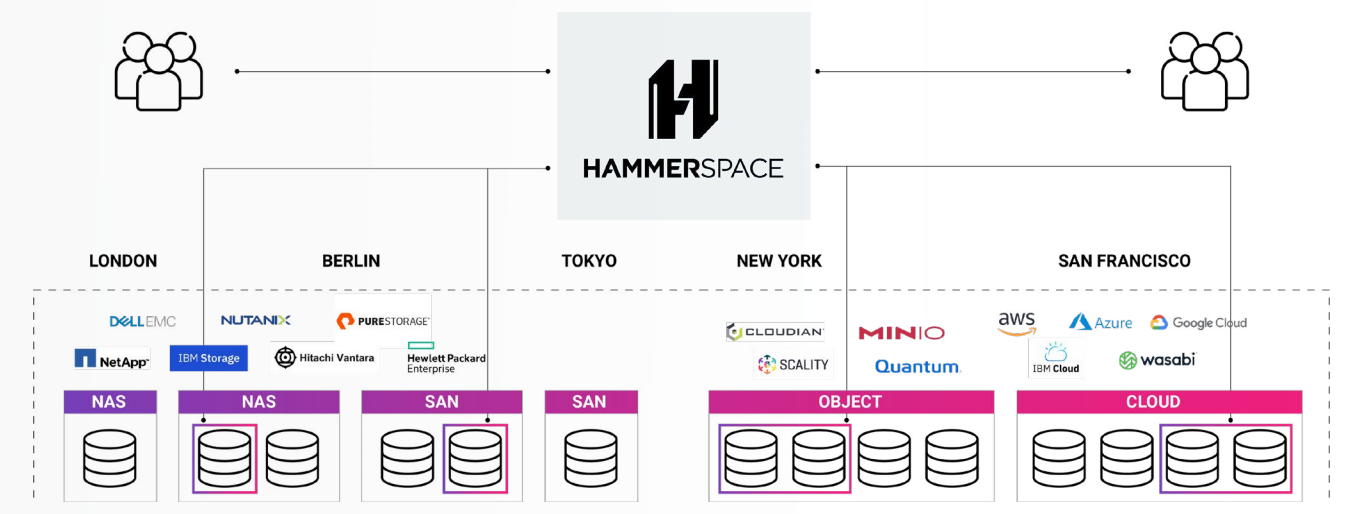 HAMMERSPACE
LONDON
BERLIN
TOKYO
NEW YORK
SAN FRANCISCO
DELLEMC
NUTANIX
PURESTORAGE
CLOUDIAN
MINIO
aws
Azure
Google Cloud
NetApp
IBM Storage
Hitachi Vantara
Hewlett Packard
Enterprise
SCALITY
Quantum
IBM Cloud
wasabi
NAS
NAS
SAN
SAN
OBJECT
CLOUD